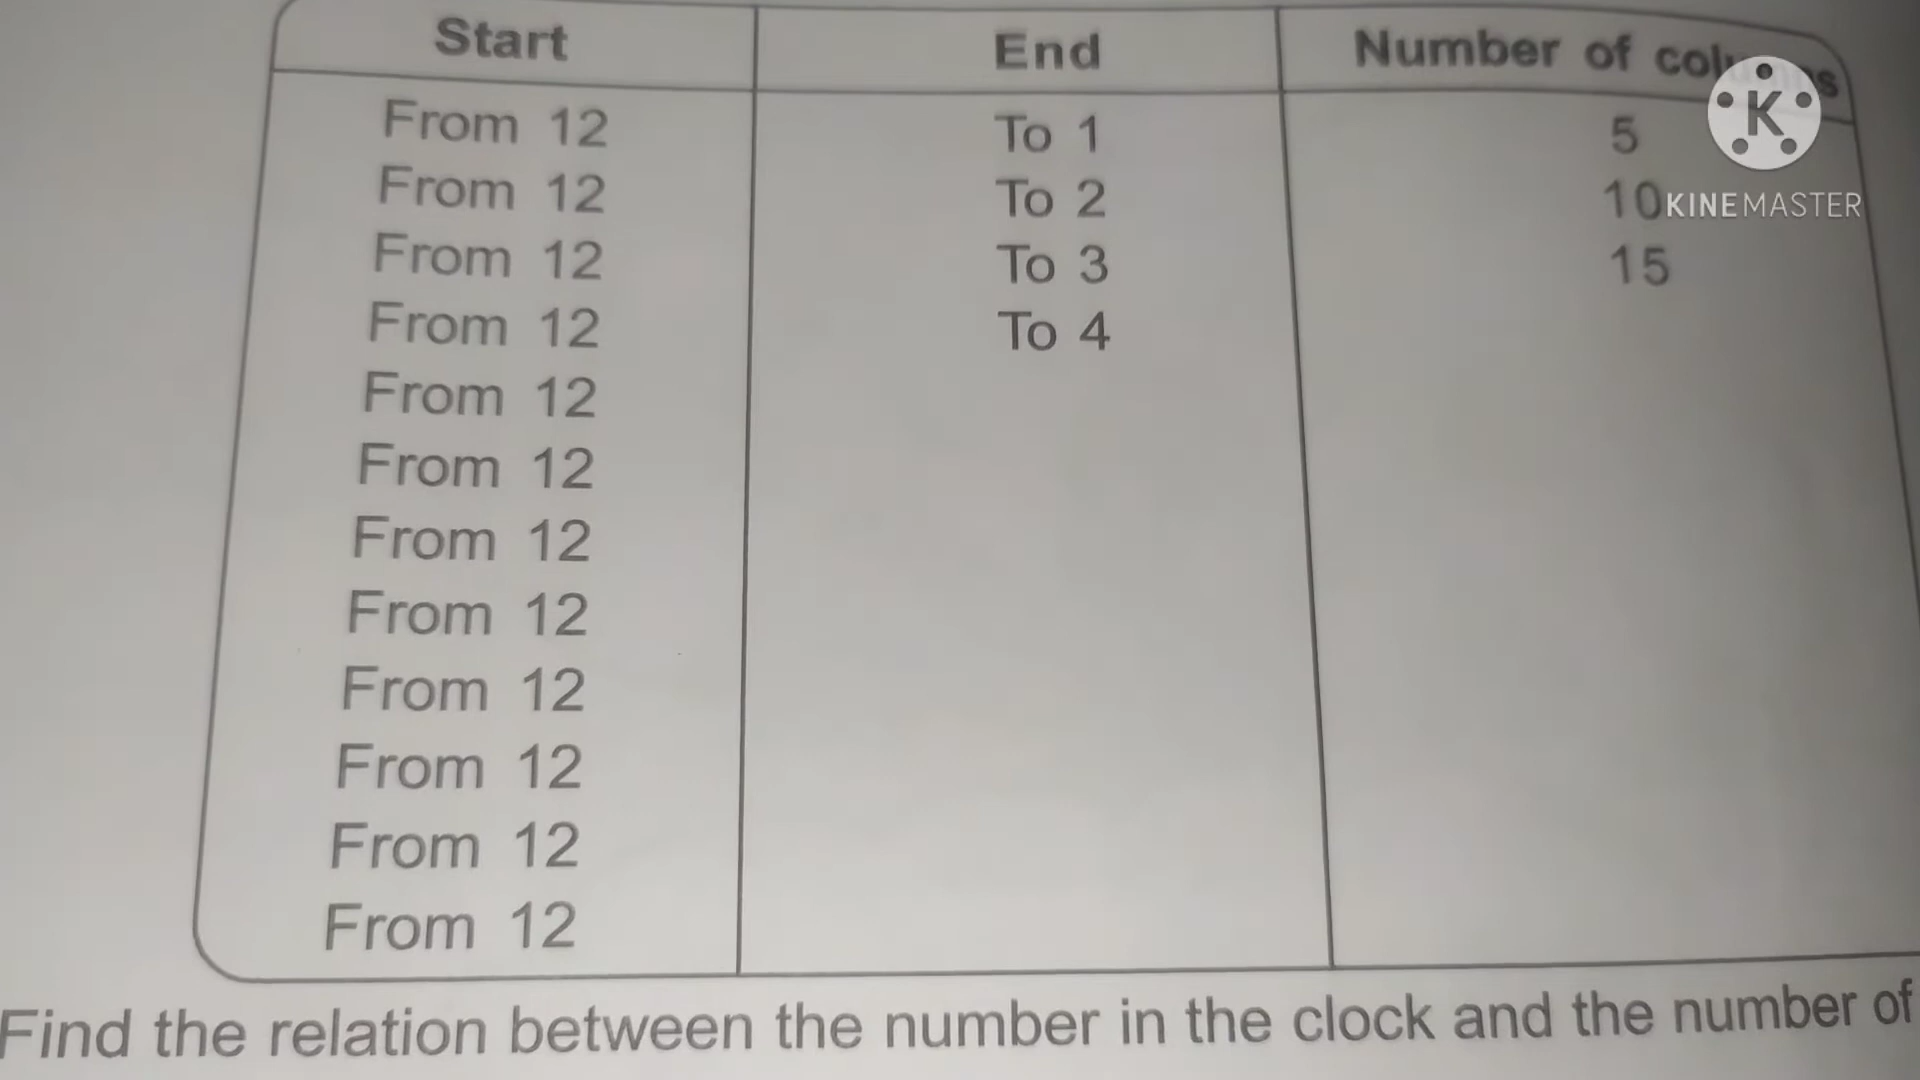 Start End Number of columns
From 12 To 1 5
From 12 To 2 10
From 12 To 3 15
From 12 To 4
From 12
From 12
From 12
From 12
From 12
From 12
From 12
From 12
Find the relation between the number in the clock and the number of
K
KINEMASTER